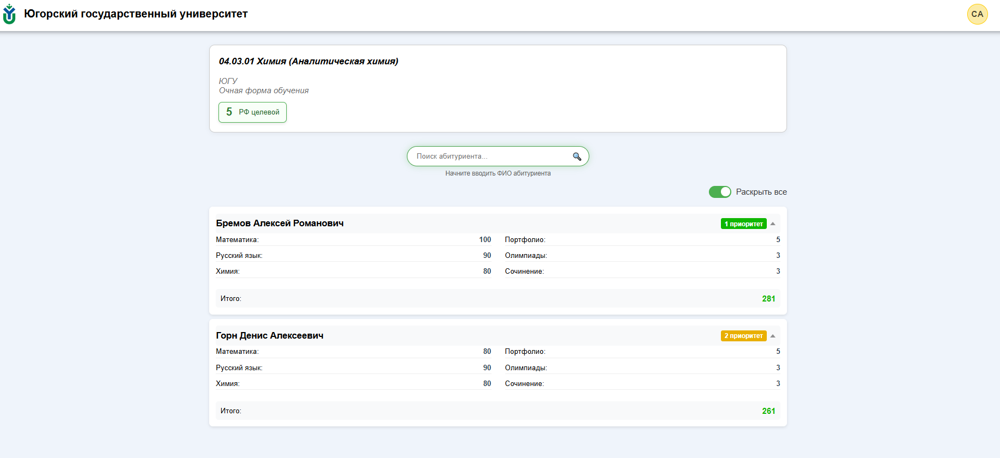 Югорский государственный университет
СА
04.03.01 Химия (Аналитическая химия)
ЮГУ
Очная форма обучения
5 РФ целевой
Поиск абитуриента...
Начните вводить ФИО абитуриента
Раскрыть все
Бремов Алексей Романович 1 приоритет
Математика: 100 Портфолио: 5
Русский язык: 90 Олимпиады: 3
Химия: 80 Сочинение: 3
Итого: 281
Горн Денис Алексеевич 2 приоритет
Математика: 80 Портфолио: 5
Русский язык: 90 Олимпиады: 3
Химия: 80 Сочинение: 3
Итого: 261